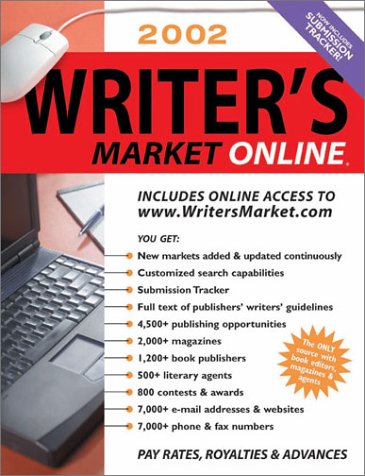 2002
NOW INCLUDES
SUBMISSION
TRACKER!
WRITER'S
MARKET ONLINE®
INCLUDES ONLINE ACCESS TO
www.WritersMarket.com
YOU GET:
New markets added & updated continuously
Customized search capabilities
Submission Tracker
Full text of publishers' writers' guidelines
4,500+ publishing opportunities
2,000+ magazines
1,200+ book publishers
500+ literary agents
800 contests & awards
7,000+ e-mail addresses & websites
7,000+ phone & fax numbers
The ONLY
source with
book editors,
magazines &
agents
PAY RATES, ROYALTIES & ADVANCES